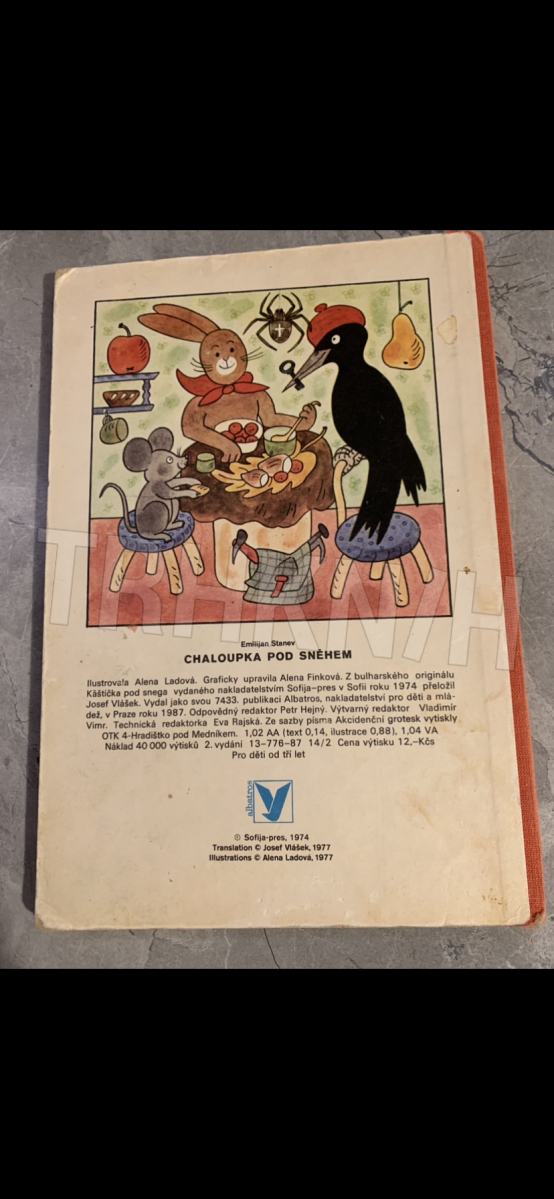 Emilijan Stanev
CHALOUPKA POD SNĚHEM
Ilustrovala Alena Ladová. Graficky upravila Alena Finková. Z bulharského originálu
Kăštička pod snega vydaného nakladatelstvím Sofija-pres v Sofii roku 1974 přeložil
Josef Vlášek. Vydal jako svou 7433. publikaci Albatros, nakladatelství pro děti a mlá-
dež, v Praze roku 1987. Odpovědný redaktor Petr Hejný. Výtvarný redaktor Vladimír
Vimr. Technická redaktorka Eva Rajská. Ze sazby písma Akcidenční grotesk vytiskly
OTK 4-Hradištko pod Medníkem. 1,02 AA (text 0,14, ilustrace 0,88), 1,04 VA
Náklad 40 000 výtisků 2. vydání 13-776-87 14/2 Cena výtisku 12,-Kčs
Pro děti od tří let
albatros
© Sofija-pres, 1974
Translation © Josef Vlášek, 1977
Illustrations © Alena Ladová, 1977